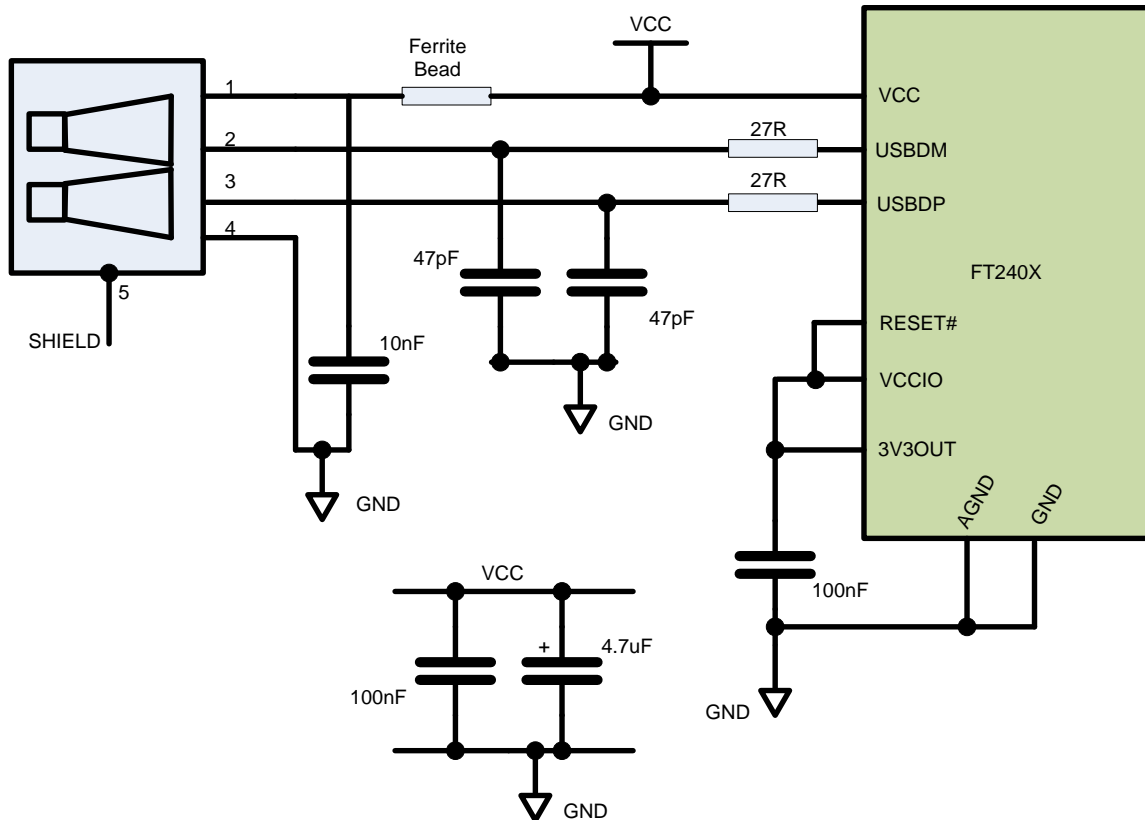 VCC
Ferrite
Bead
1
VCC
27R
2
USBDM
27R
3
USBDP
4
47pF
FT240X
5
47pF
RESET#
SHIELD
10nF
VCCIO
GND
3V3OUT
GND
AGND
GND
VCC
100nF
+
4.7uF
100nF
GND
GND